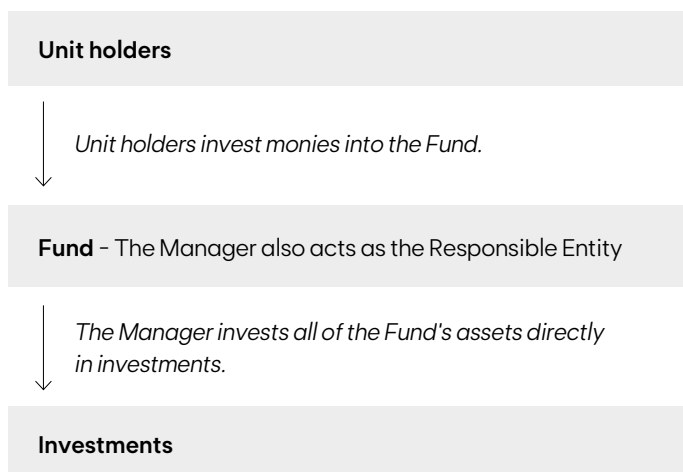 Unit holders
Unit holders invest monies into the Fund.
Fund - The Manager also acts as the Responsible Entity
The Manager invests all of the Fund's assets directly
in investments.
Investments